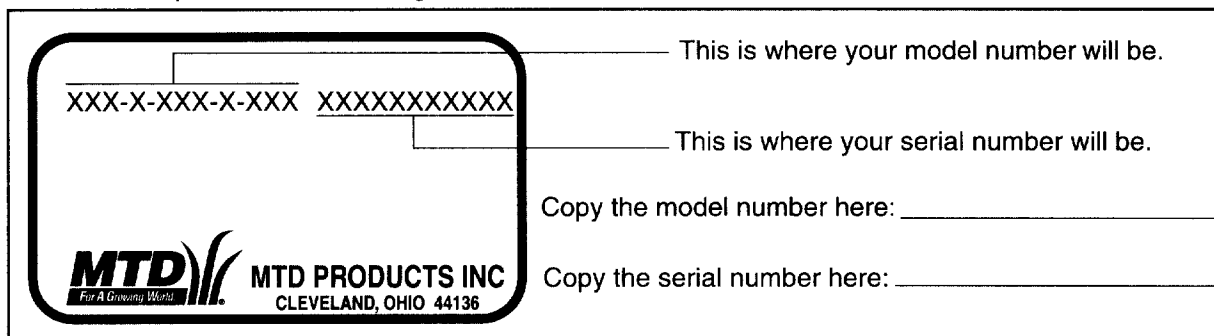 This is where your model number will be.
XXX-X-XXX-X-XXX XXXXXXXXXXX
This is where your serial number will be.
Copy the model number here:
MTD
For A Growing World
MTD PRODUCTS INC
CLEVELAND, OHIO 44136
Copy the serial number here: